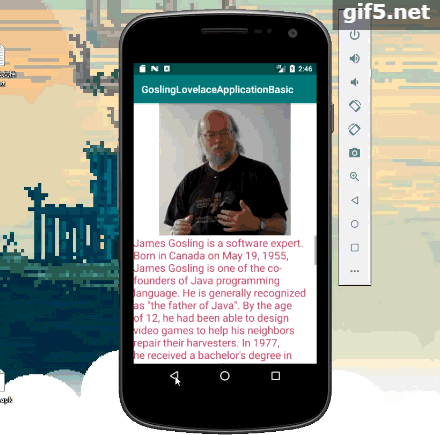 gif5.net
2:46
GoslingLovelaceApplicationBasic
James Gosling is a software expert.
Born in Canada on May 19, 1955,
James Gosling is one of the co-
founders of Java programming
language. He is generally recognized
as "the father of Java". By the age
of 12, he had been able to design
video games to help his neighbors
repair their harvesters. In 1977,
he received a bachelor's degree in
apk